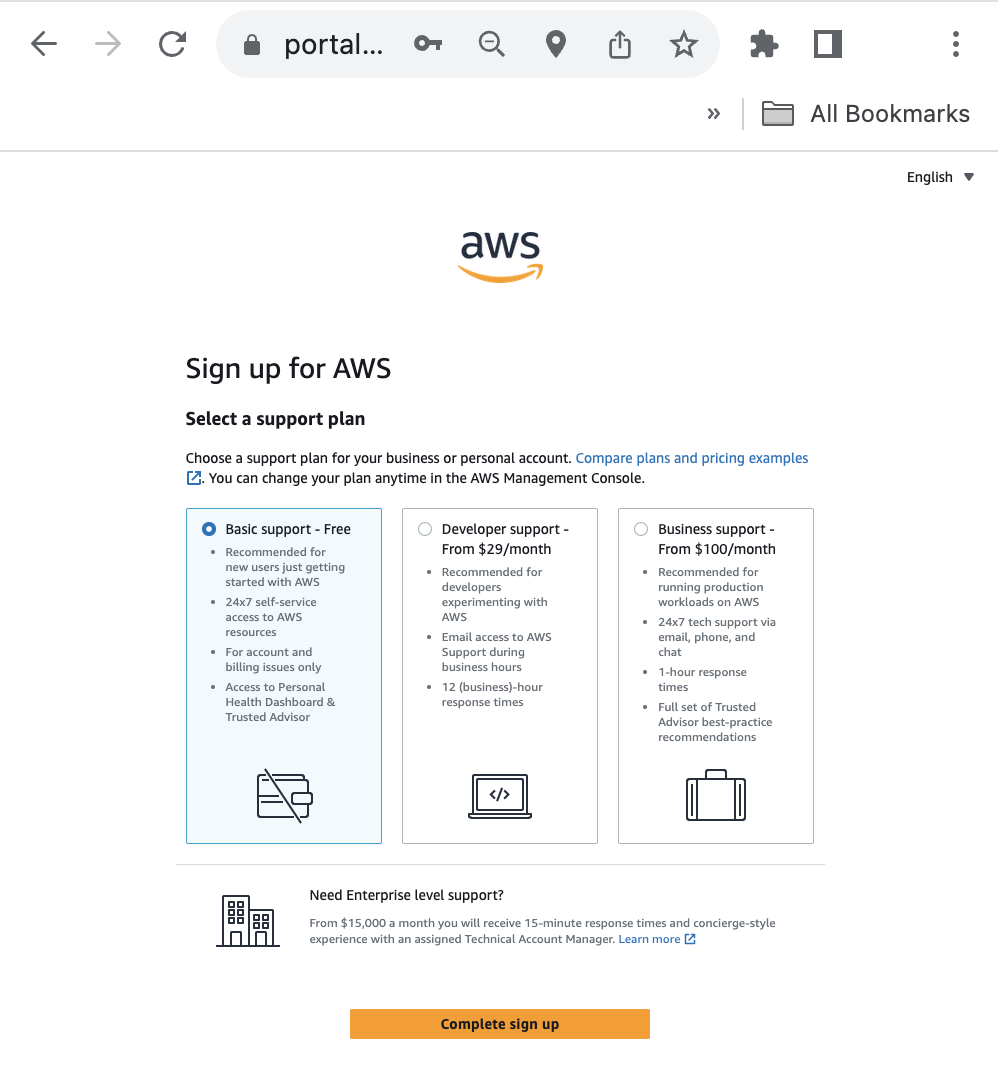 portal...
» All Bookmarks
English
aws
Sign up for AWS
Select a support plan
Choose a support plan for your business or personal account. Compare plans and pricing examples
. You can change your plan anytime in the AWS Management Console.
Basic support - Free
• Recommended for
new users just getting
started with AWS
• 24x7 self-service
access to AWS
resources
• For account and
billing issues only
• Access to Personal
Health Dashboard &
Trusted Advisor
Developer support -
From $29/month
• Recommended for
developers
experimenting with
AWS
• Email access to AWS
Support during
business hours
• 12 (business)-hour
response times
</>
Business support -
From $100/month
• Recommended for
running production
workloads on AWS
• 24x7 tech support via
email, phone, and
chat
• 1-hour response
times
• Full set of Trusted
Advisor best-practice
recommendations
Need Enterprise level support?
From $15,000 a month you will receive 15-minute response times and concierge-style
experience with an assigned Technical Account Manager. Learn more
Complete sign up